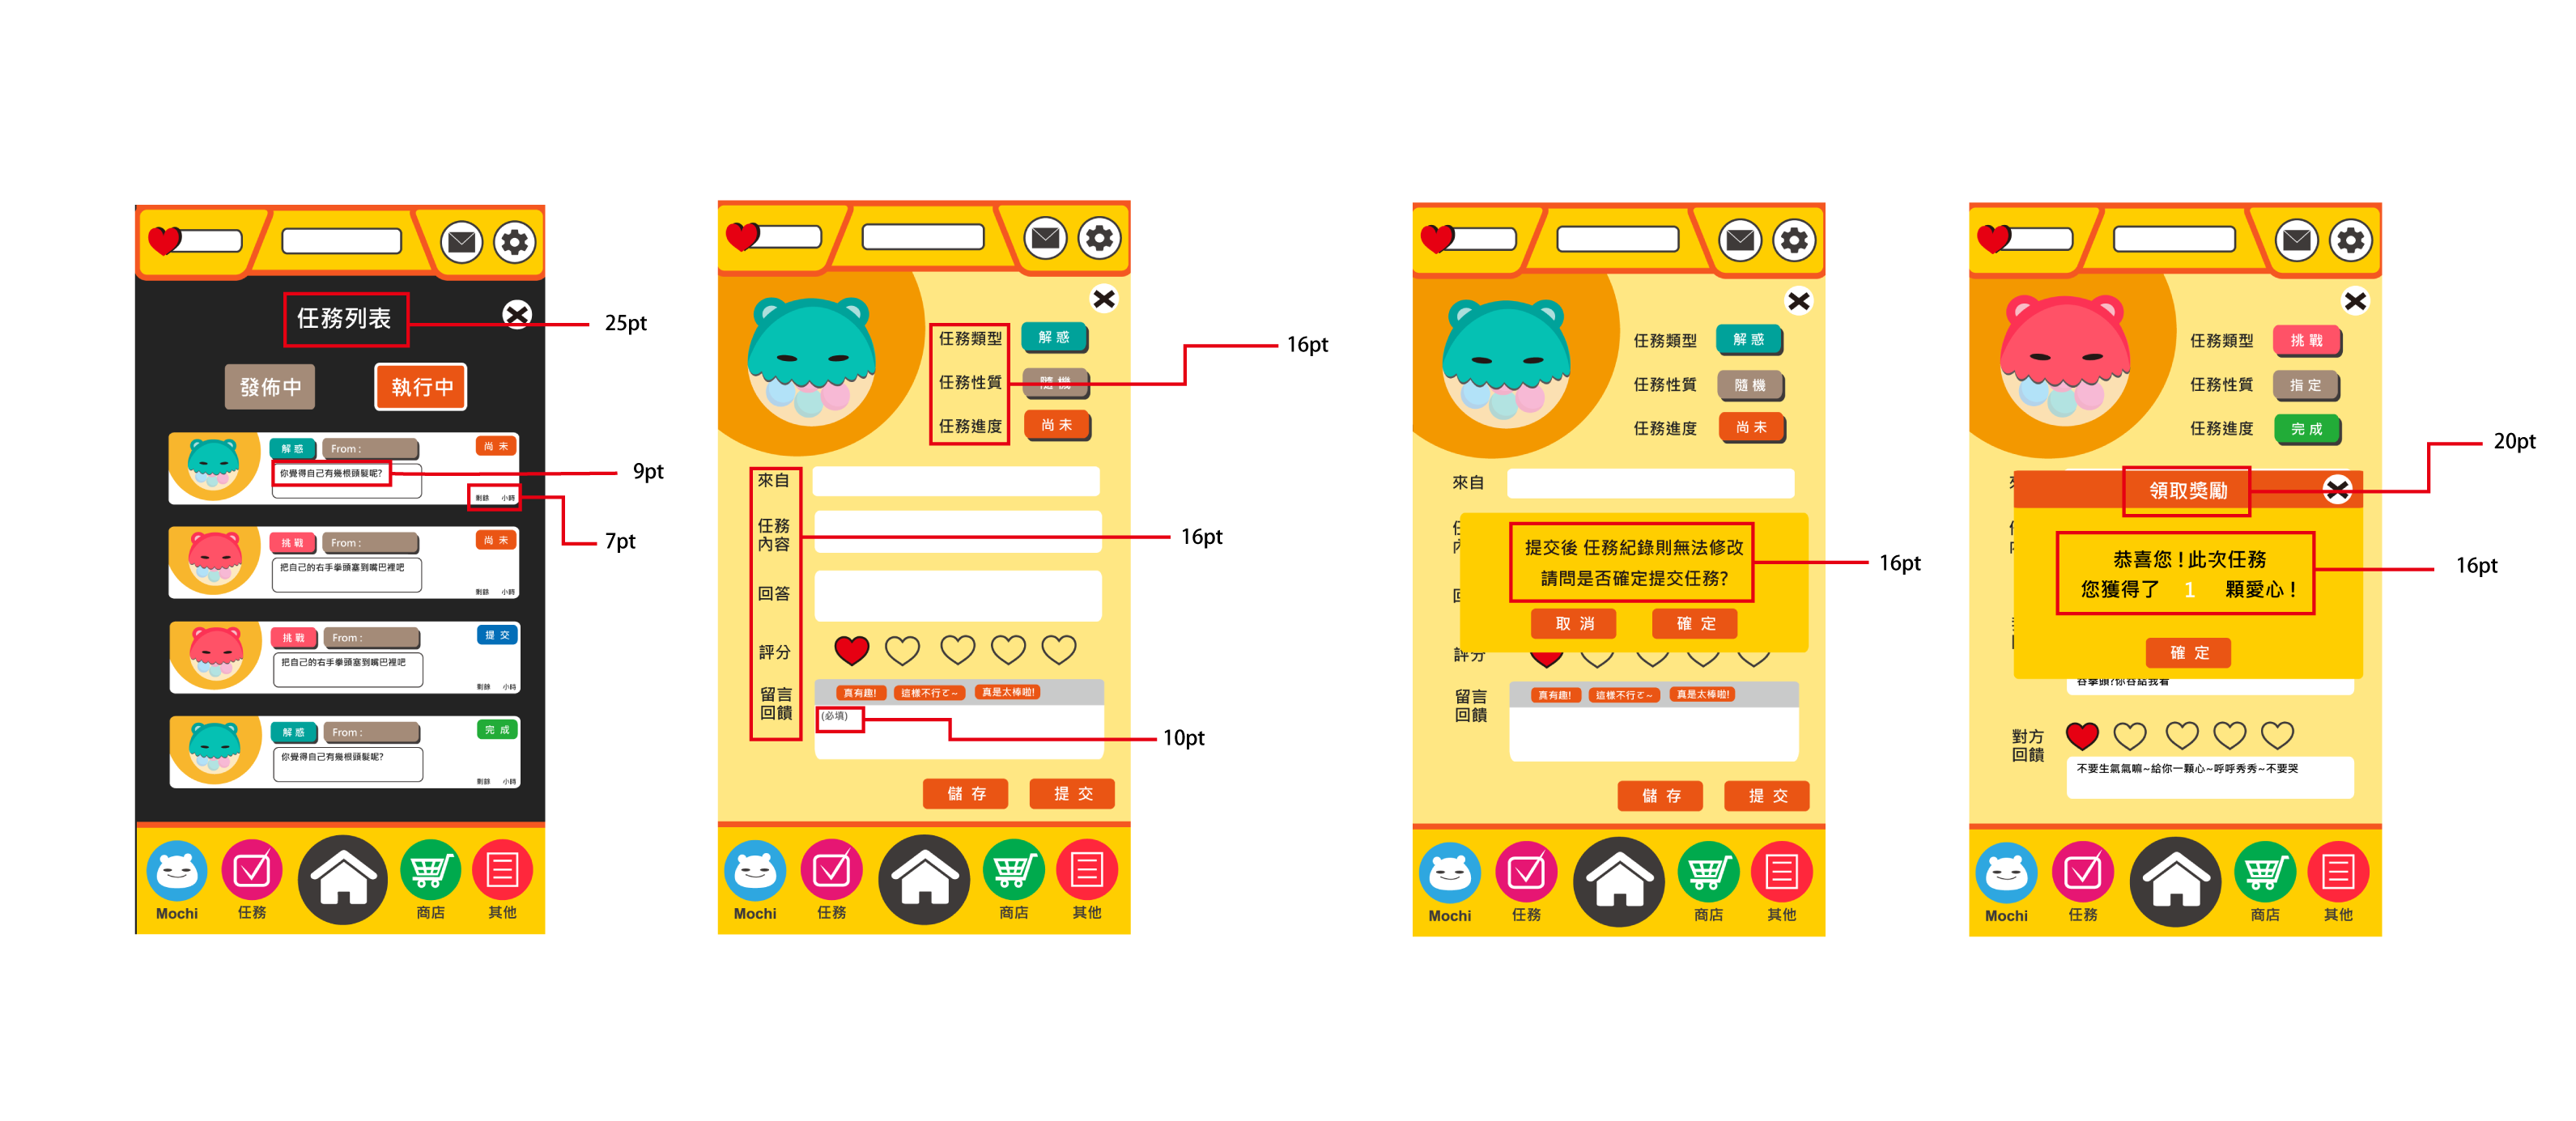 任務列表
25pt
發佈中
執行中
解惑
From :
尚未
你覺得自己有幾根頭髮呢?
9pt
剩餘 小時
7pt
挑戰
From :
尚未
把自己的右手拳頭塞到嘴巴裡吧
剩餘 小時
挑戰
From :
提交
把自己的右手拳頭塞到嘴巴裡吧
剩餘 小時
解惑
From :
完成
你覺得自己有幾根頭髮呢?
剩餘 小時
Mochi
任務
商店
其他
任務類型
解惑
16pt
任務性質
隨機
任務進度
尚未
來自
任務
內容
16pt
回答
評分
留言
回饋
真有趣!
這樣不行ㄛ~
真是太棒啦!
(必填)
10pt
儲存
提交
Mochi
任務
商店
其他
任務類型
解惑
任務性質
隨機
任務進度
尚未
來自
提交後 任務紀錄則無法修改
請問是否確定提交任務?
16pt
取消
確定
評分
留言
回饋
真有趣!
這樣不行ㄛ~
真是太棒啦!
儲存
提交
Mochi
任務
商店
其他
任務類型
挑戰
任務性質
指定
任務進度
完成
20pt
領取獎勵
恭喜您!此次任務
您獲得了 1 顆愛心!
16pt
確定
吞拳頭?你吞給我看
對方
回饋
不要生氣氣嘛~給你一顆心~呼呼秀秀~不要哭
Mochi
任務
商店
其他